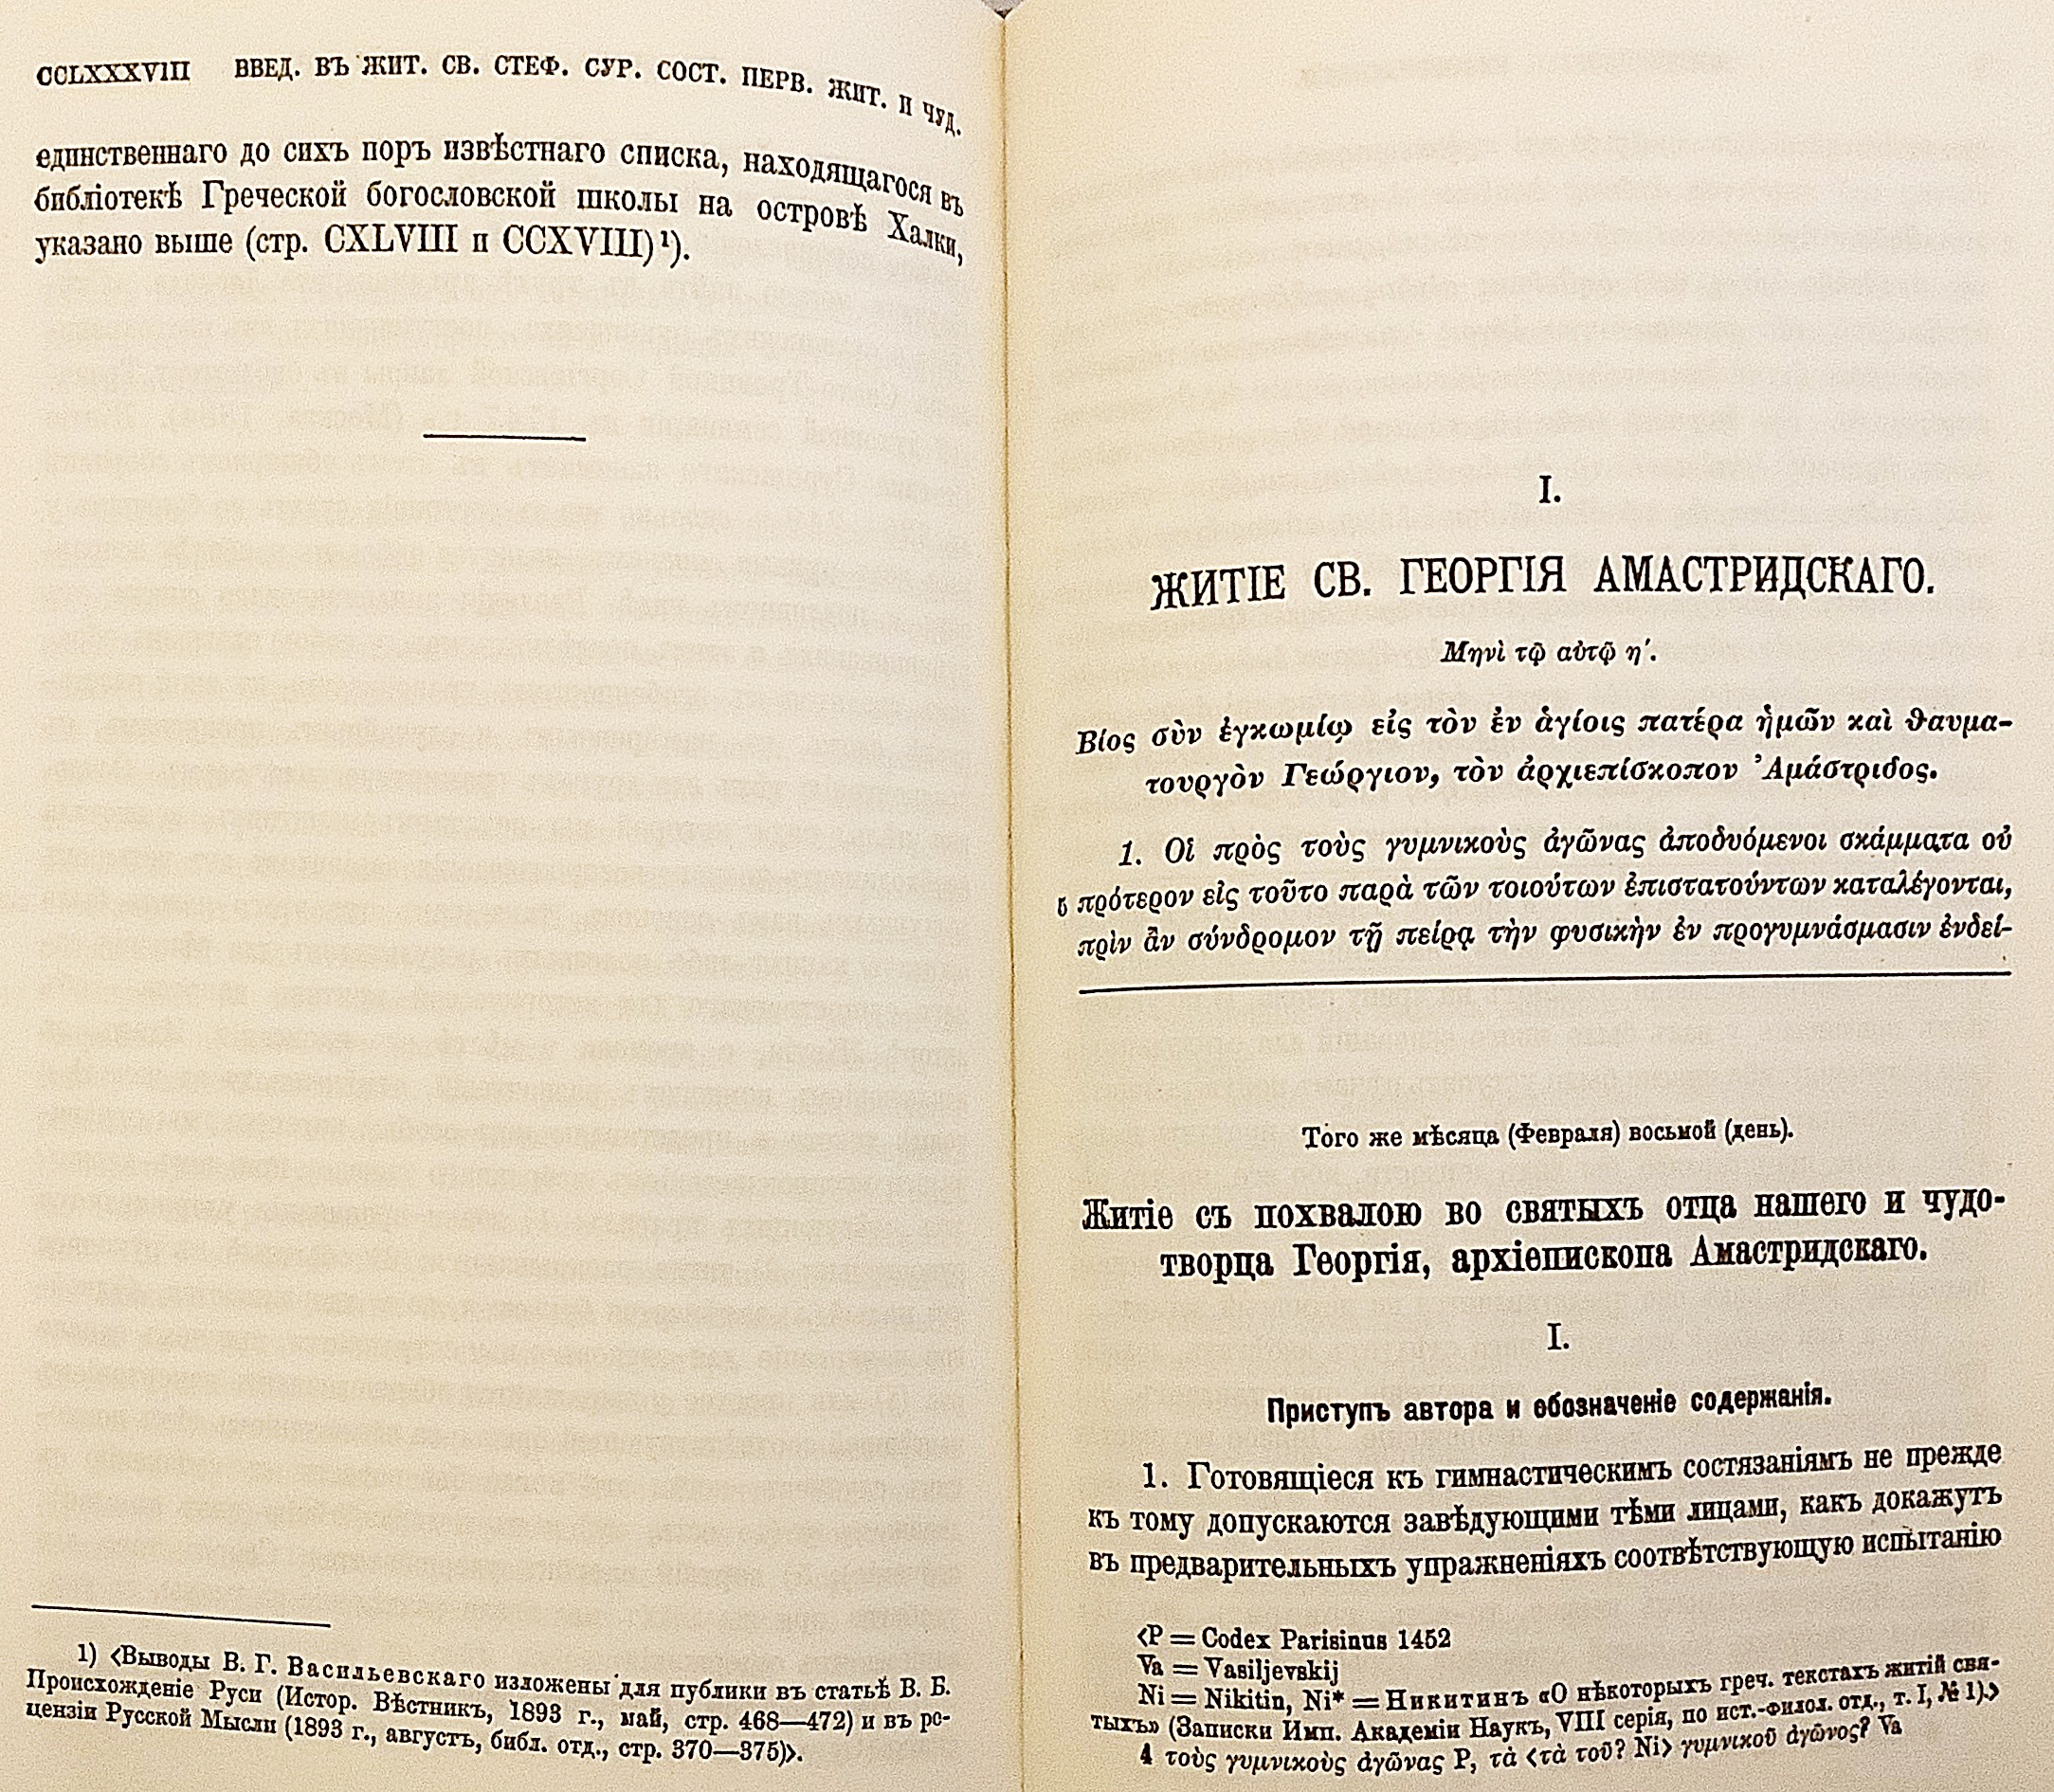 CCLXXXVIII ВВЕД. ВЪ ЖИТ. СВ. СТЕФ. СУР. СОСТ. ПЕРВ. ЖИТ. И ЧУД.
единственнаго до сихъ поръ извѣстнаго списка, находящагося въ
библіотекѣ Греческой богословской школы на островѣ Халки,
указано выше (стр. CXLVIII и CCXVIII)¹).
1) ⟨Выводы В. Г. Васильевскаго изложены для публики въ статьѣ В. Б.
Происхожденіе Руси (Истор. Вѣстникъ, 1893 г., май, стр. 468—472) и въ ре-
цензіи Русской Мысли (1893 г., августъ, библ. отд., стр. 370—375)⟩.
I.
ЖИТІЕ СВ. ГЕОРГІЯ АМАСТРИДСКАГО.
Μηνὶ τῷ αὐτῷ η′.
Βίος σὺν ἐγκωμίῳ εἰς τὸν ἐν ἁγίοις πατέρα ἡμῶν καὶ θαυμα-
τουργὸν Γεώργιον, τὸν ἀρχιεπίσκοπον Ἀμάστριδος.
1. Οἱ πρὸς τοὺς γυμνικοὺς ἀγῶνας ἀποδυόμενοι σκάμματα οὐ
5 πρότερον εἰς τοῦτο παρὰ τῶν τοιούτων ἐπιστατούντων καταλέγονται,
πρὶν ἂν σύνδρομον τῇ πείρᾳ τὴν φυσικὴν ἐν προγυμνάσμασιν ἐνδεί-
Того же мѣсяца (Февраля) восьмой (день).
Житіе съ похвалою во святыхъ отца нашего и чудо-
творца Георгія, архіепископа Амастридскаго.
I.
Приступъ автора и обозначеніе содержанія.
1. Готовящіеся къ гимнастическимъ состязаніямъ не прежде
къ тому допускаются завѣдующими тѣми лицами, какъ докажутъ
въ предварительныхъ упражненіяхъ соотвѣтствующую испытанію
⟨P = Codex Parisinus 1452
Va = Vasiljevskij
Ni = Nikitin, Ni* = Никитинъ «О нѣкоторыхъ греч. текстахъ житій свя-
тыхъ» (Записки Имп. Академіи Наукъ, VIII серія, по ист.-филол. отд., т. I, № 1).⟩
4 τοὺς γυμνικοὺς ἀγῶνας P, τὰ ⟨τὰ τοῦ? Ni⟩ γυμνικοῦ ἀγῶνος? Va